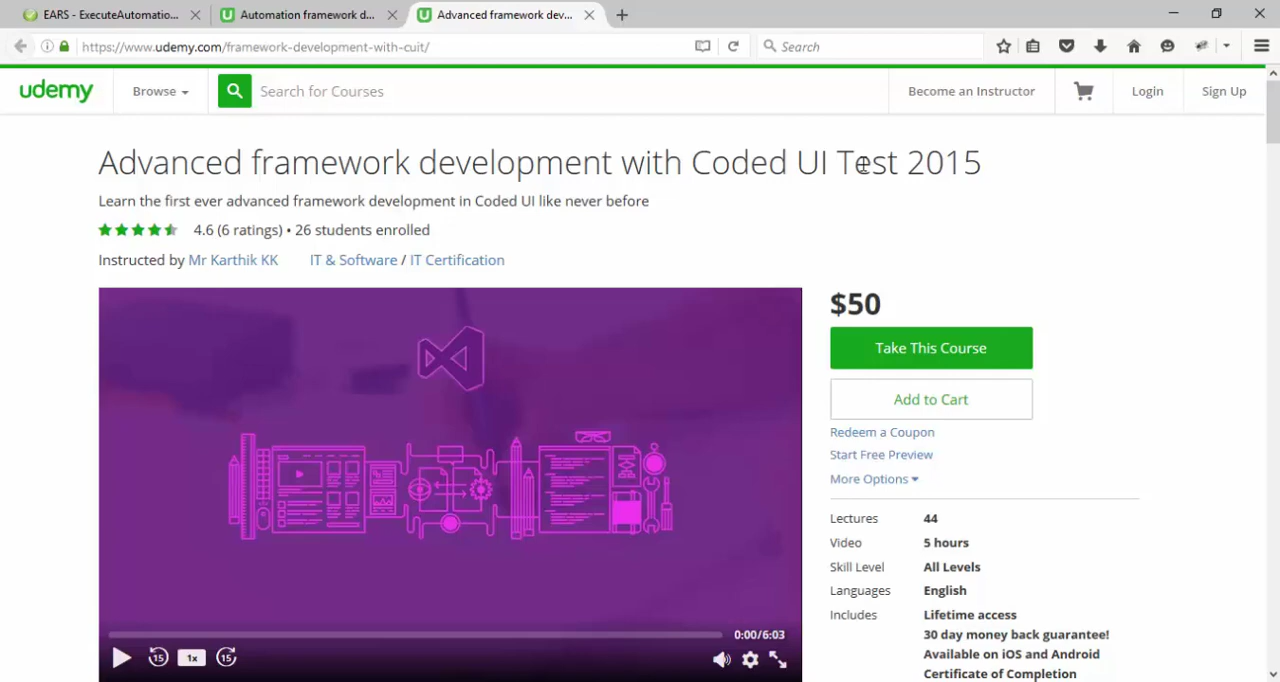 EARS - ExecuteAutomatio...
Automation framework d...
Advanced framework dev...
https://www.udemy.com/framework-development-with-cuit/
Search
udemy
Browse
Search for Courses
Become an Instructor
Login
Sign Up
Advanced framework development with Coded UI Test 2015
Learn the first ever advanced framework development in Coded UI like never before
4.6 (6 ratings) • 26 students enrolled
Instructed by Mr Karthik KK IT & Software / IT Certification
$50
Take This Course
Add to Cart
Redeem a Coupon
Start Free Preview
More Options
Lectures 44
Video 5 hours
Skill Level All Levels
Languages English
Includes Lifetime access
30 day money back guarantee!
Available on iOS and Android
Certificate of Completion
0:00/6:03
15 1x 15